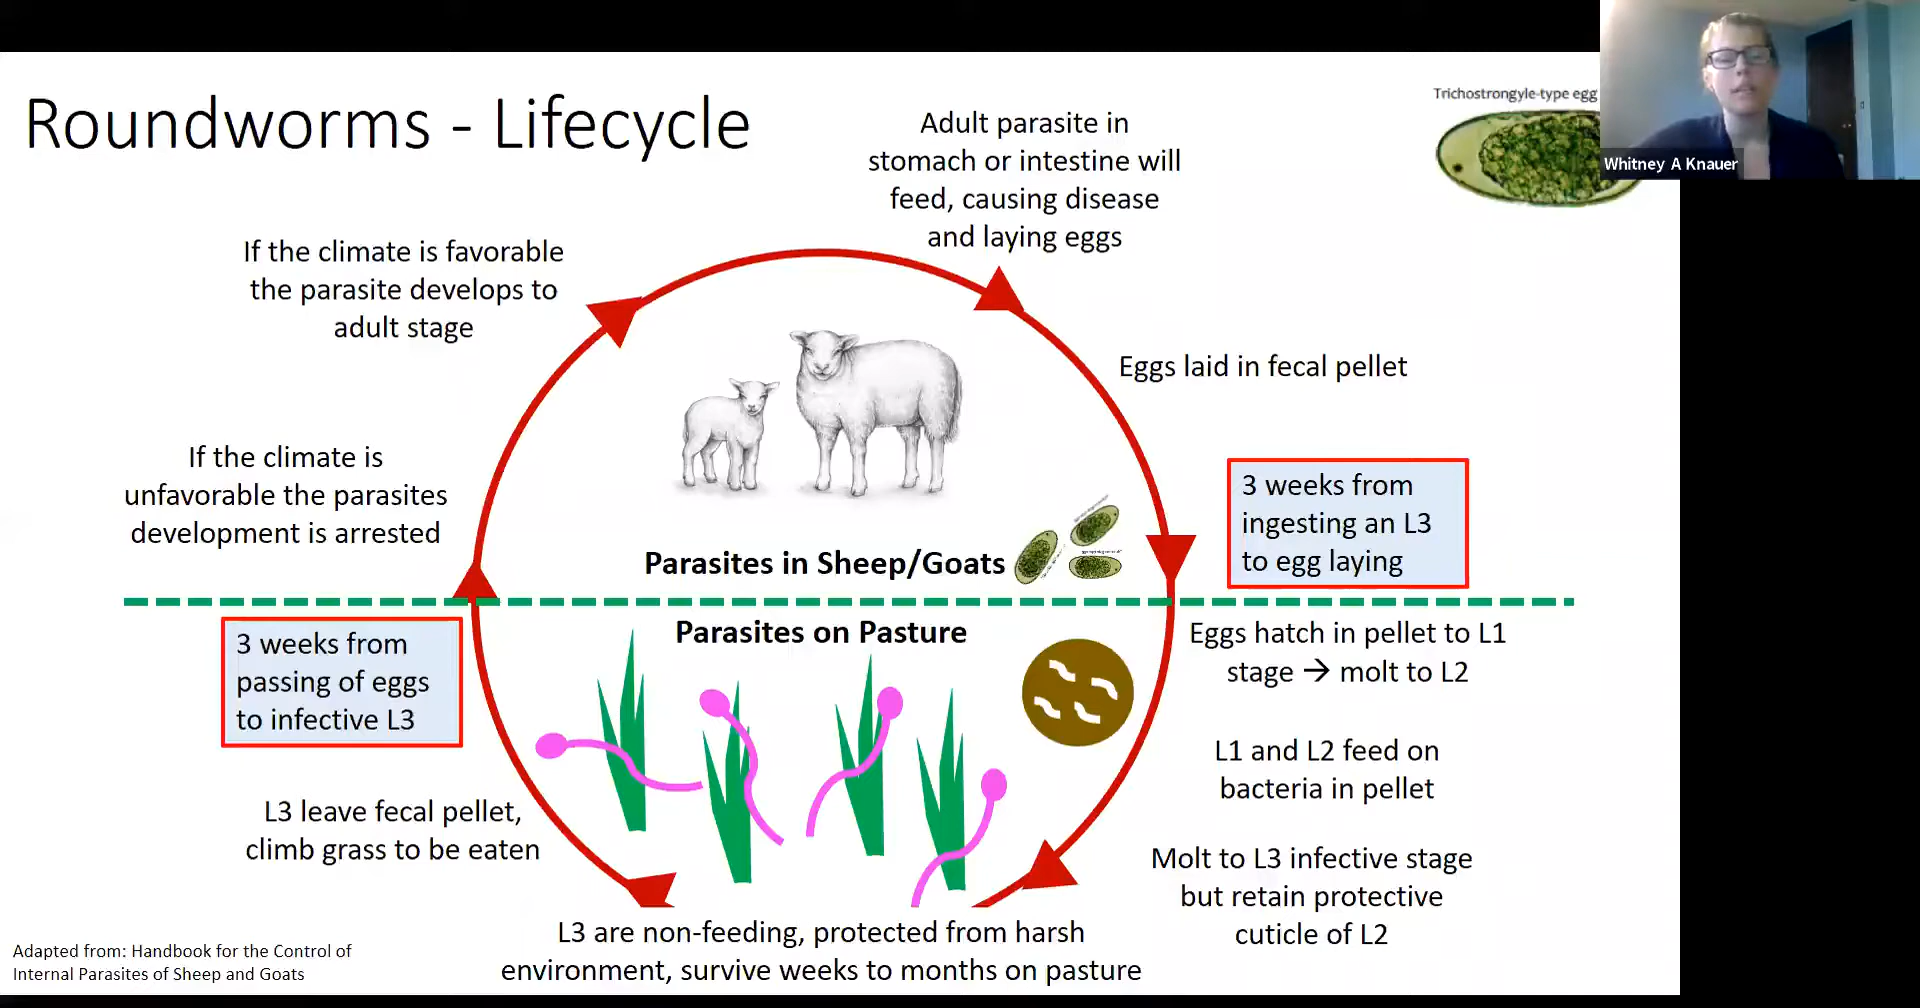 Roundworms - Lifecycle
Adult parasite in
stomach or intestine will
feed, causing disease
and laying eggs
Trichostrongyle-type egg
Whitney A Knauer
If the climate is favorable
the parasite develops to
adult stage
Eggs laid in fecal pellet
If the climate is
unfavorable the parasites
development is arrested
3 weeks from
ingesting an L3
to egg laying
Parasites in Sheep/Goats
Parasites on Pasture
3 weeks from
passing of eggs
to infective L3
Eggs hatch in pellet to L1
stage → molt to L2
L1 and L2 feed on
bacteria in pellet
L3 leave fecal pellet,
climb grass to be eaten
Molt to L3 infective stage
but retain protective
cuticle of L2
L3 are non-feeding, protected from harsh
environment, survive weeks to months on pasture
Adapted from: Handbook for the Control of
Internal Parasites of Sheep and Goats